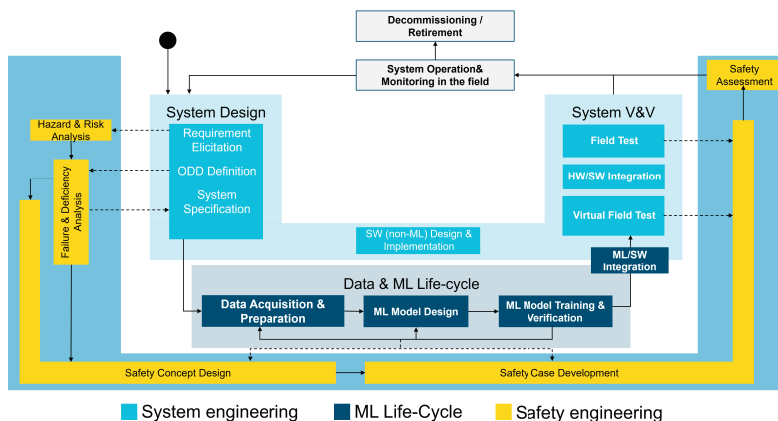 Decommissioning /
Retirement
System Operation&
Monitoring in the field
Safety
Assessment
System Design
System V&V
Hazard & Risk
Analysis
Requirement
Elicitation
ODD Definition
System
Specification
Failure & Deficiency
Analysis
Field Test
HW/SW Integration
Virtual Field Test
SW (non-ML) Design &
Implementation
ML/SW
Integration
Data & ML Life-cycle
Data Acquisition &
Preparation
ML Model Design
ML Nodel Training &
Verification
Safety Concept Design
Safety Case Development
System engineering
ML Life-Cycle
Safety engineering